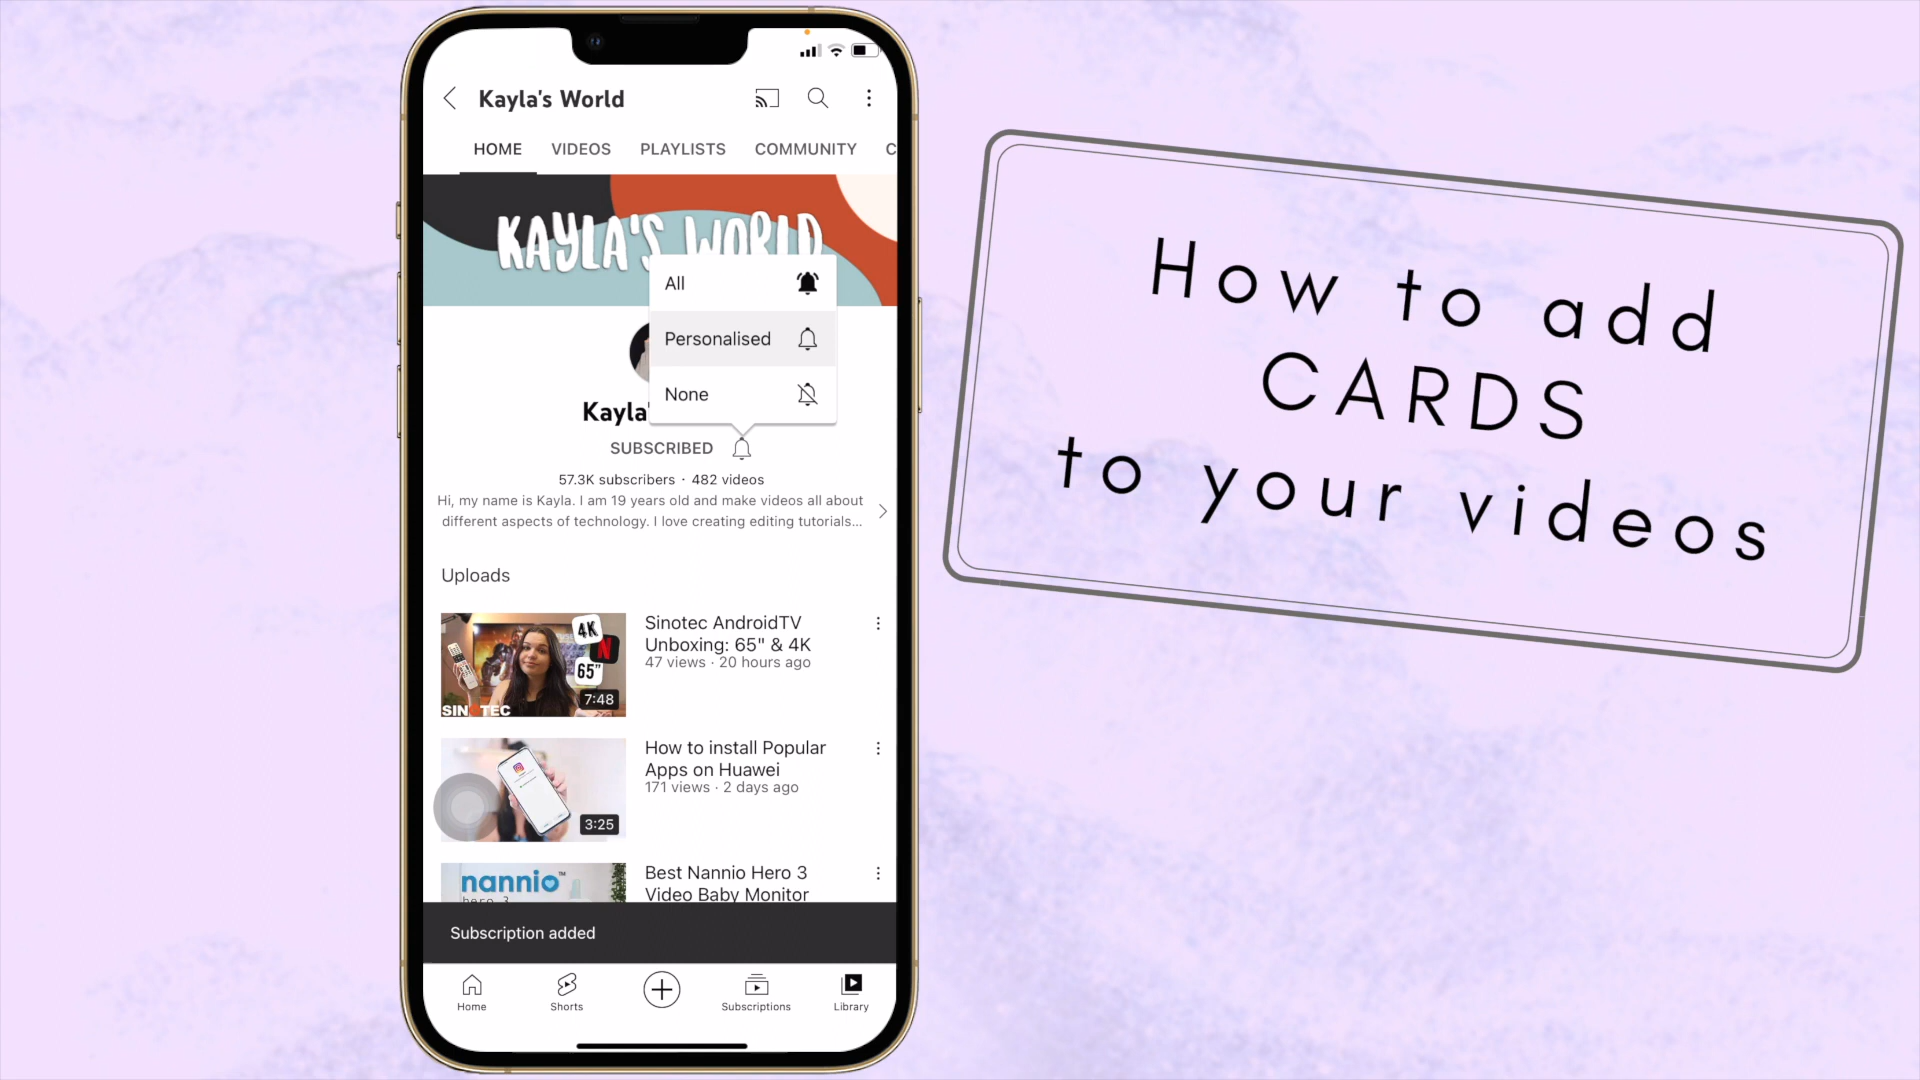 Kayla's World
HOME VIDEOS PLAYLISTS COMMUNITY C
KAYLA'S WORLD
All
Personalised
None
Kayla'
SUBSCRIBED
57.3K subscribers · 482 videos
Hi, my name is Kayla. I am 19 years old and make videos all about
different aspects of technology. I love creating editing tutorials...
Uploads
4K
N
65"
7:48
SINOTEC
Sinotec AndroidTV
Unboxing: 65" & 4K
47 views · 20 hours ago
3:25
How to install Popular
Apps on Huawei
171 views · 2 days ago
nannio™
hero 3
Best Nannio Hero 3
Video Baby Monitor
Subscription added
Home
Shorts
Subscriptions
Library
How to add
CARDS
to your videos